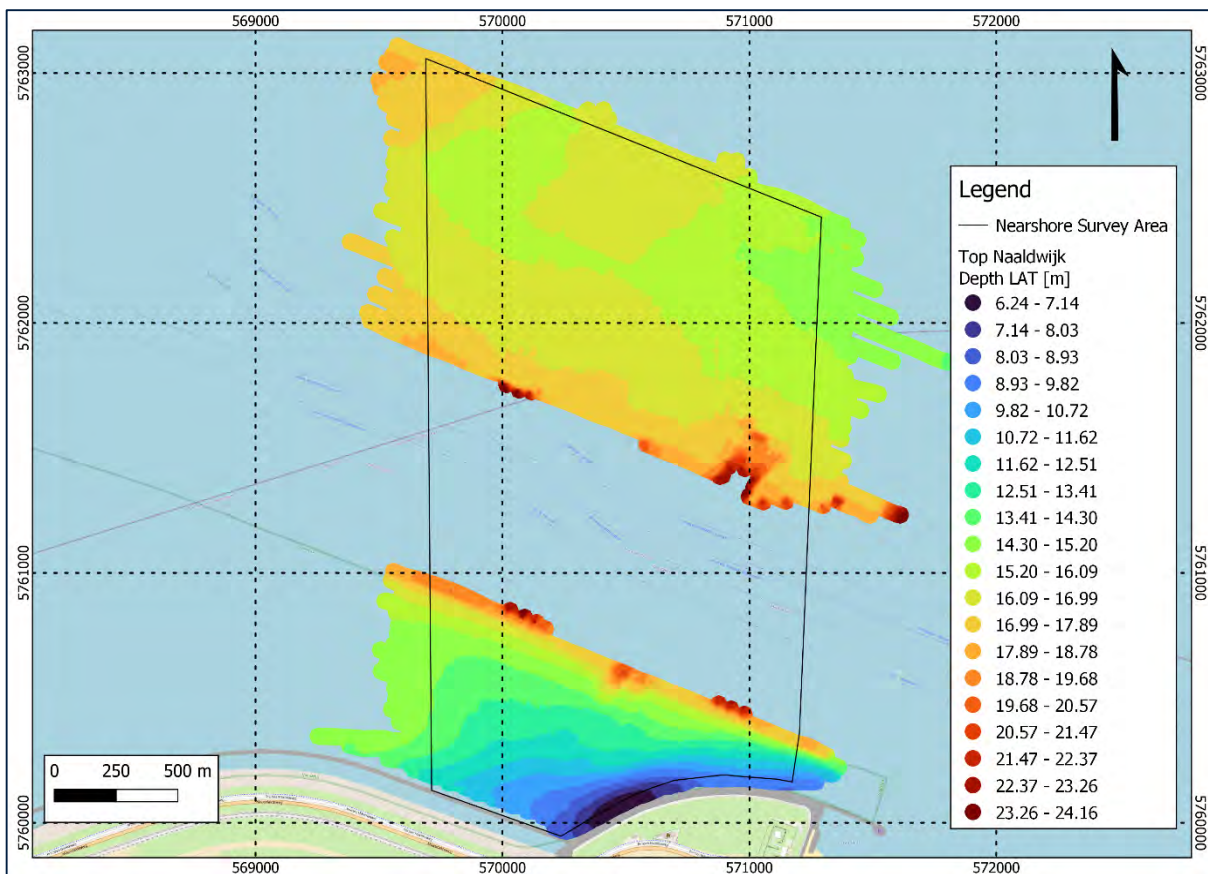 569000 570000 571000 572000
5763000 5763000
5762000 5762000
5761000 5761000
5760000 5760000
Legend
Nearshore Survey Area
Top Naaldwijk
Depth LAT [m]
6.24 - 7.14
7.14 - 8.03
8.03 - 8.93
8.93 - 9.82
9.82 - 10.72
10.72 - 11.62
11.62 - 12.51
12.51 - 13.41
13.41 - 14.30
14.30 - 15.20
15.20 - 16.09
16.09 - 16.99
16.99 - 17.89
17.89 - 18.78
18.78 - 19.68
19.68 - 20.57
20.57 - 21.47
21.47 - 22.37
22.37 - 23.26
23.26 - 24.16
0 250 500 m
569000 570000 571000 572000